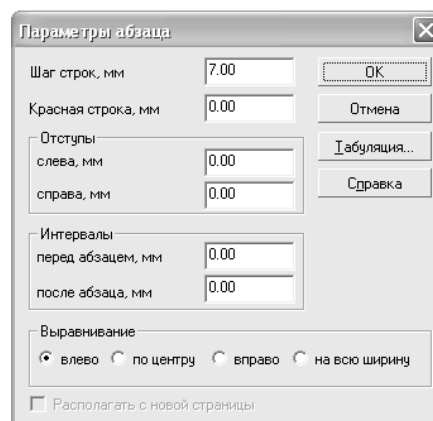 Параметры абзаца
Шаг строк, мм 7.00 OK
Красная строка, мм 0.00 Отмена
Отступы Табуляция...
слева, мм 0.00
справа, мм 0.00 Справка
Интервалы
перед абзацем, мм 0.00
после абзаца, мм 0.00
Выравнивание
влево по центру вправо на всю ширину
Располагать с новой страницы